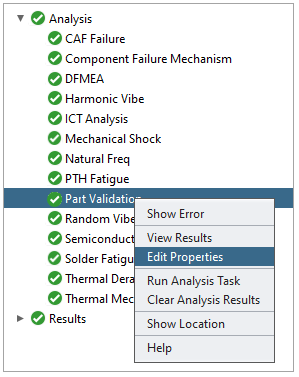 Analysis
CAF Failure
Component Failure Mechanism
DFMEA
Harmonic Vibe
ICT Analysis
Mechanical Shock
Natural Freq
PTH Fatigue
Part Validation
Random Vibe
Semiconduct
Solder Fatigu
Thermal Dera
Thermal Mec
Results
Show Error
View Results
Edit Properties
Run Analysis Task
Clear Analysis Results
Show Location
Help